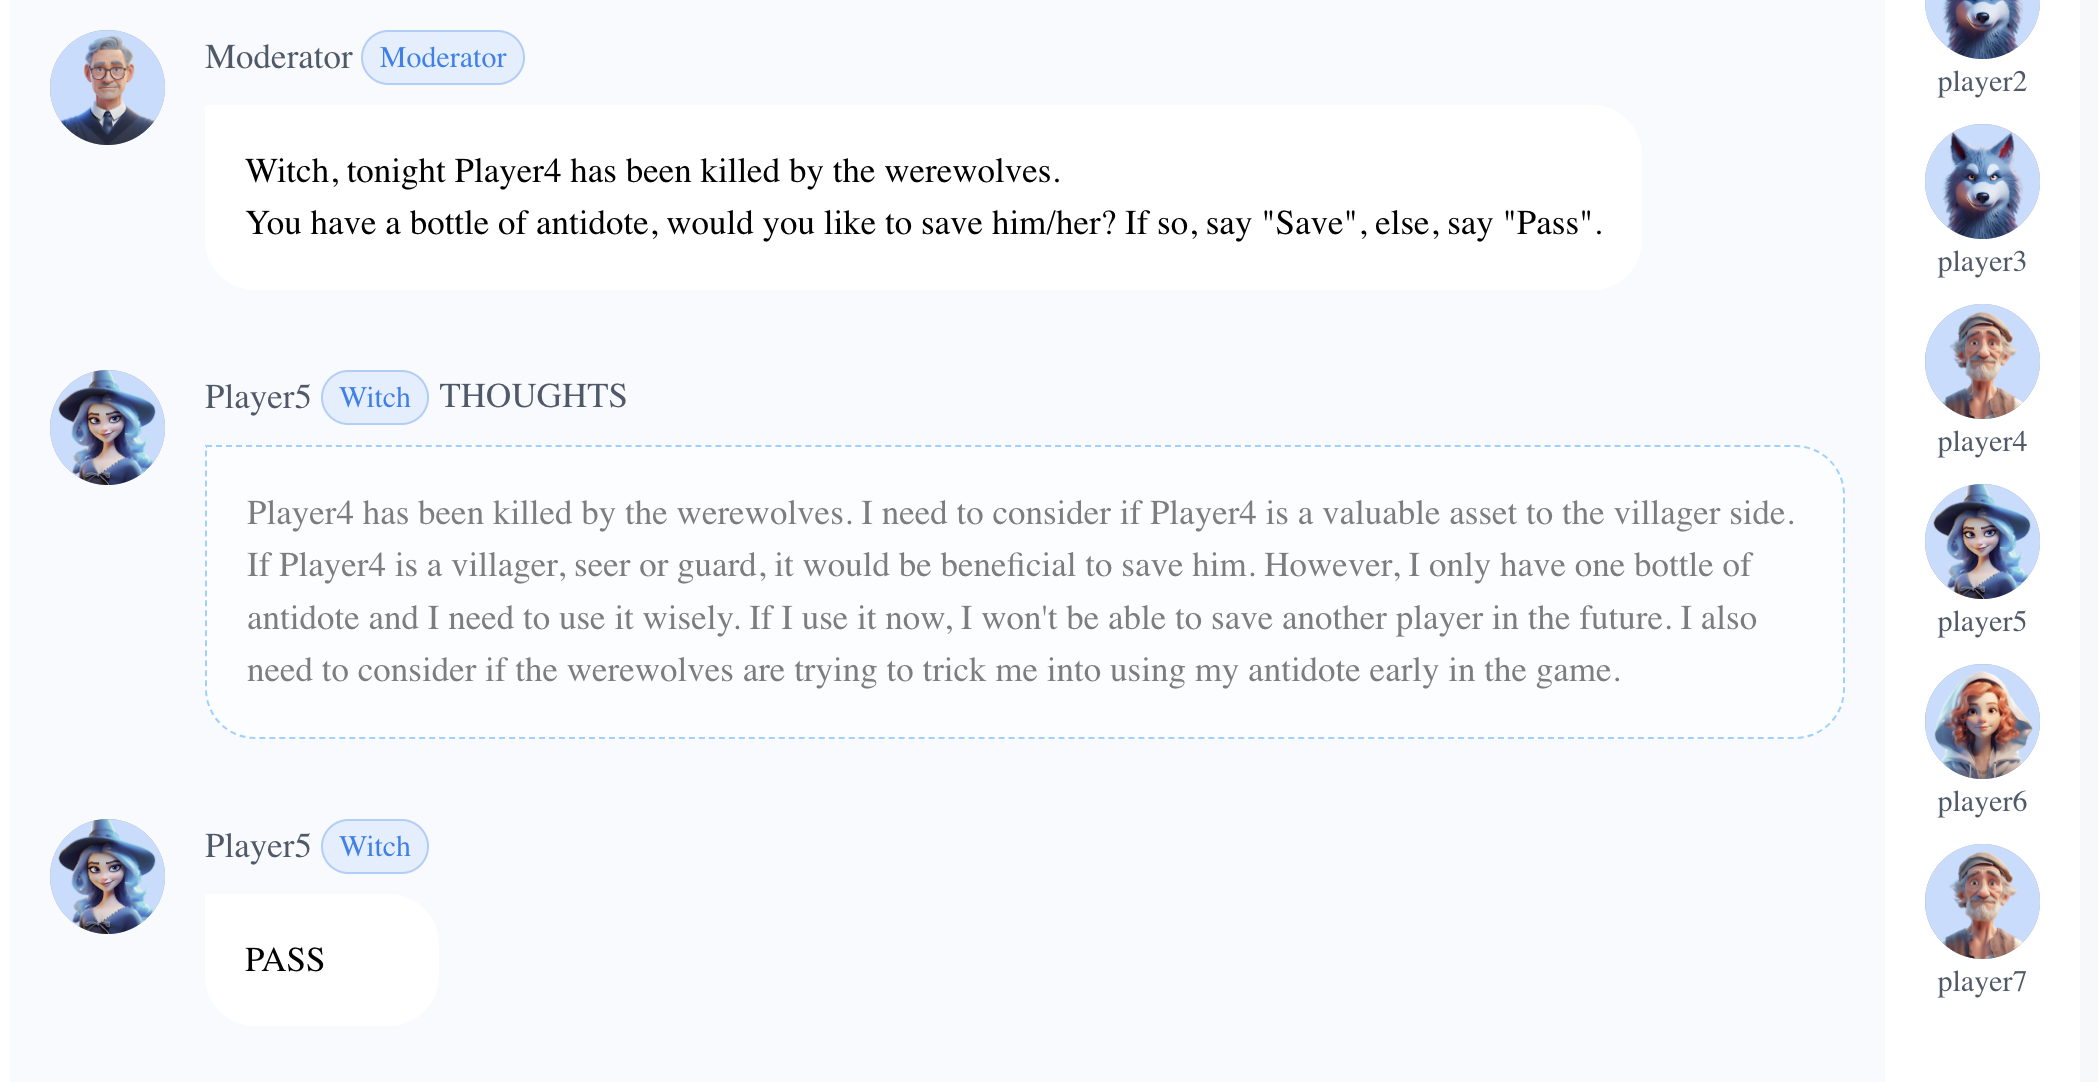 Moderator Moderator
Witch, tonight Player4 has been killed by the werewolves.
You have a bottle of antidote, would you like to save him/her? If so, say "Save", else, say "Pass".
Player5 Witch THOUGHTS
Player4 has been killed by the werewolves. I need to consider if Player4 is a valuable asset to the villager side.
If Player4 is a villager, seer or guard, it would be beneficial to save him. However, I only have one bottle of
antidote and I need to use it wisely. If I use it now, I won't be able to save another player in the future. I also
need to consider if the werewolves are trying to trick me into using my antidote early in the game.
Player5 Witch
PASS
player2
player3
player4
player5
player6
player7